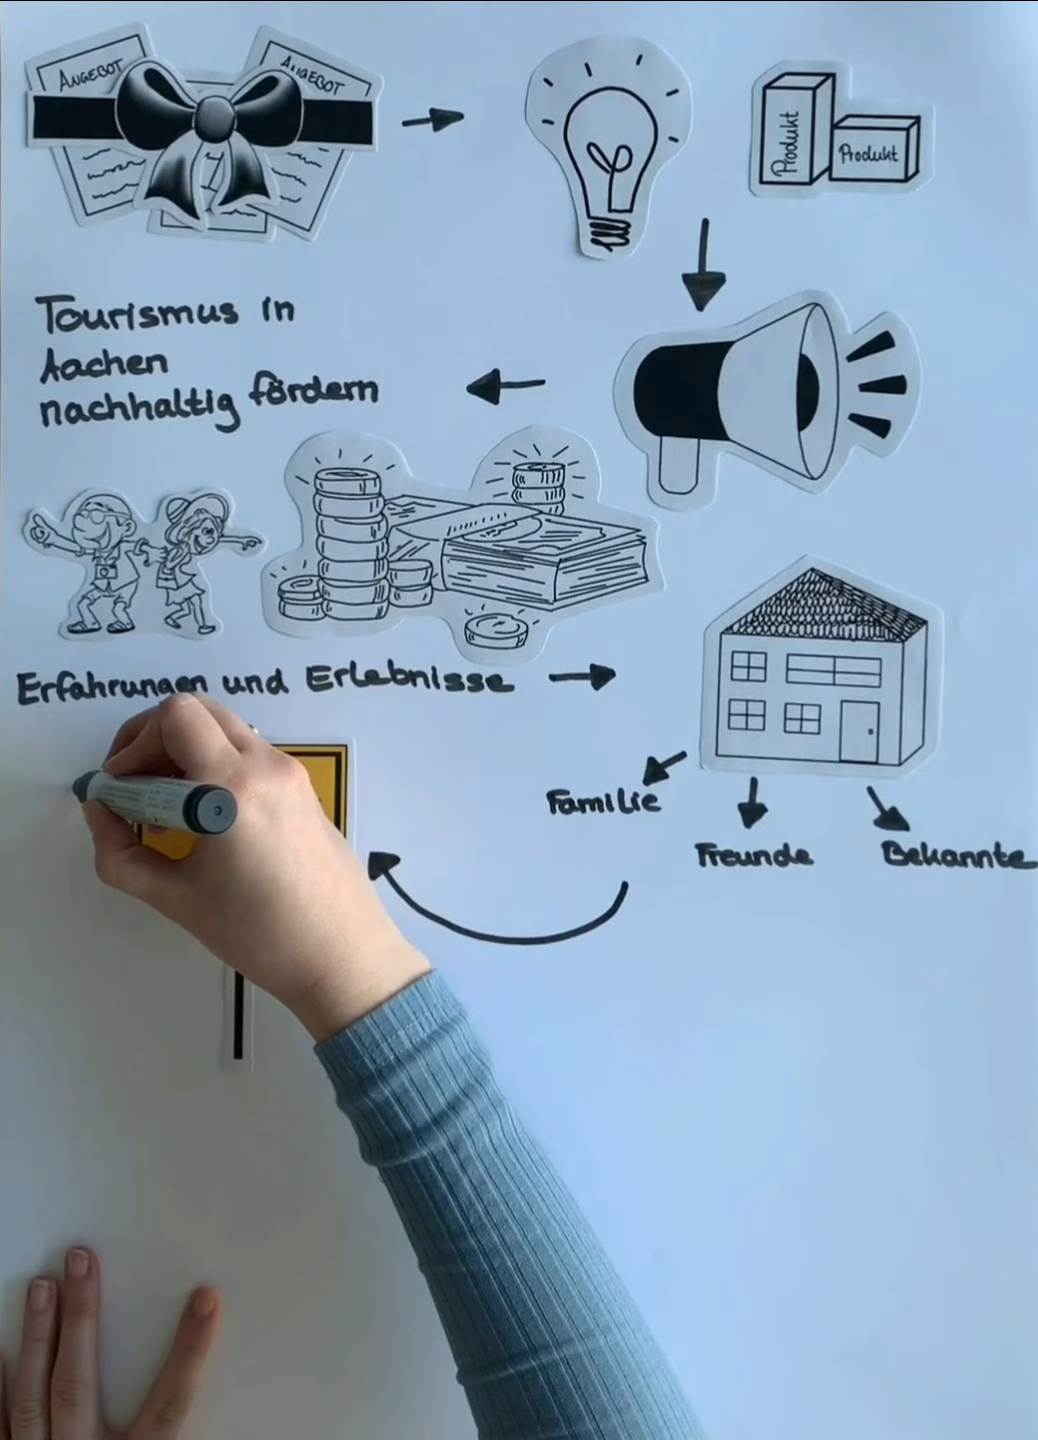 ANGEBOT
ANGEBOT
Produkt
Produkt
Tourismus in
Aachen
nachhaltig fördern
Erfahrungen und Erlebnisse
Familie
Freunde
Bekannte